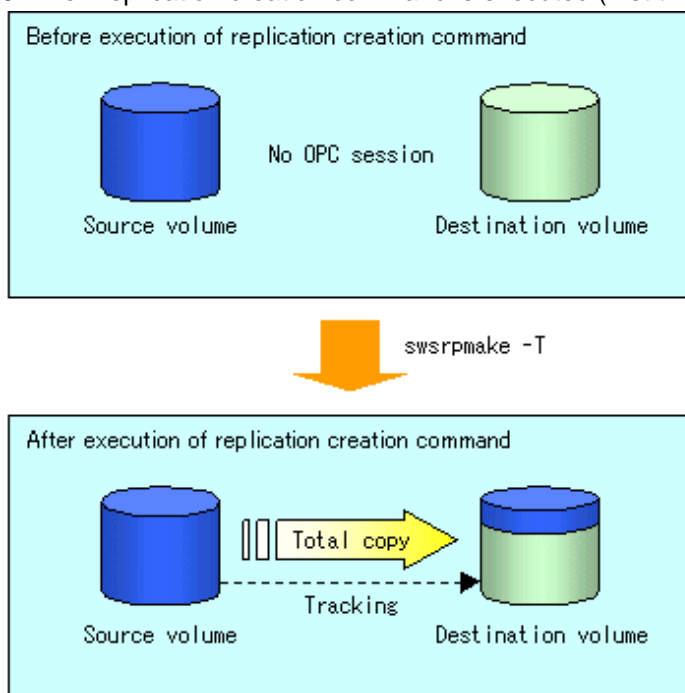 Before execution of replication creation command
No OPC session
Source volume
Destination volume
swsrpmake -T
After execution of replication creation command
Total copy
Tracking
Source volume
Destination volume